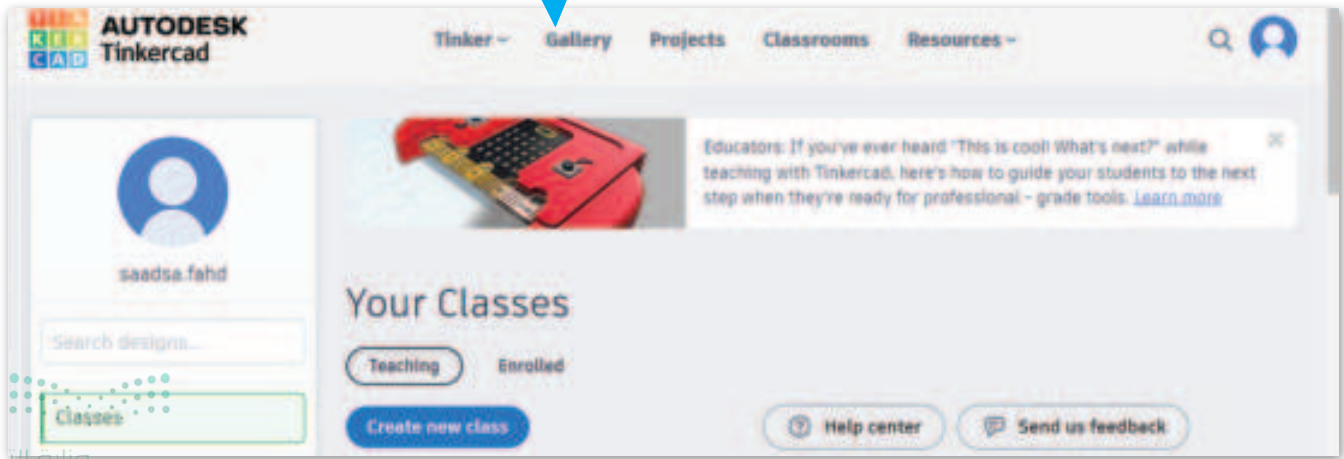 TIN
KER
CAD
AUTODESK
Tinkercad
Tinker
Gallery
Projects
Classrooms
Resources
Educators: If you've ever heard "This is cool! What's next?" while
teaching with Tinkercad, here's how to guide your students to the next
step when they're ready for professional - grade tools. Learn more
saadsa.fahd
Search designs...
Classes
Your Classes
Teaching
Enrolled
Create new class
Help center
Send us feedback